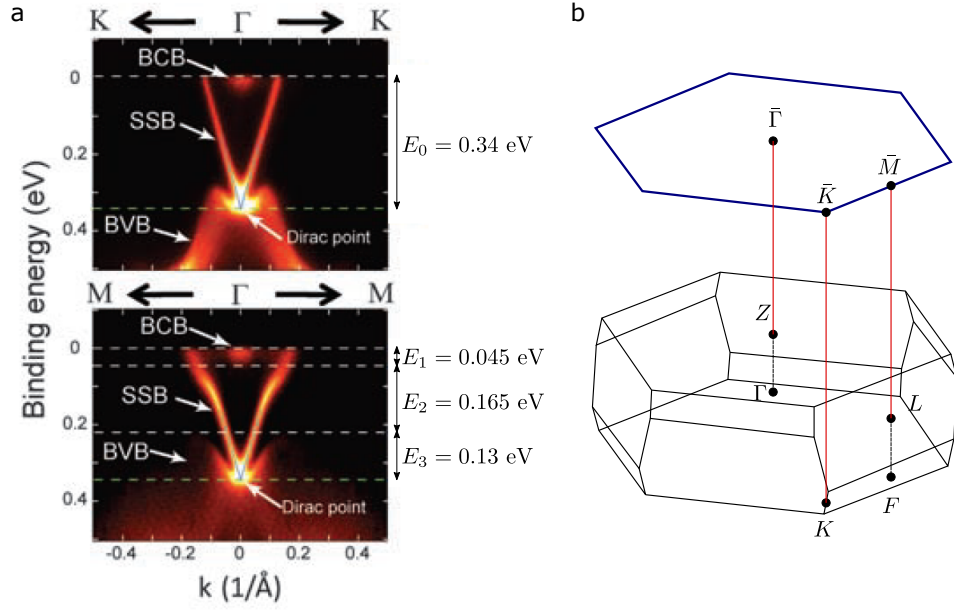 a
K Γ K
BCB
SSB
BVB
Dirac point
0
0.2
0.4
E₀ = 0.34 eV
M Γ M
BCB
SSB
BVB
Dirac point
0
0.2
0.4
E₁ = 0.045 eV
E₂ = 0.165 eV
E₃ = 0.13 eV
Binding energy (eV)
-0.4 -0.2 0 0.2 0.4
k (1/Å)
b
Γ̄
M̄
K̄
Z
Γ
L
F
K